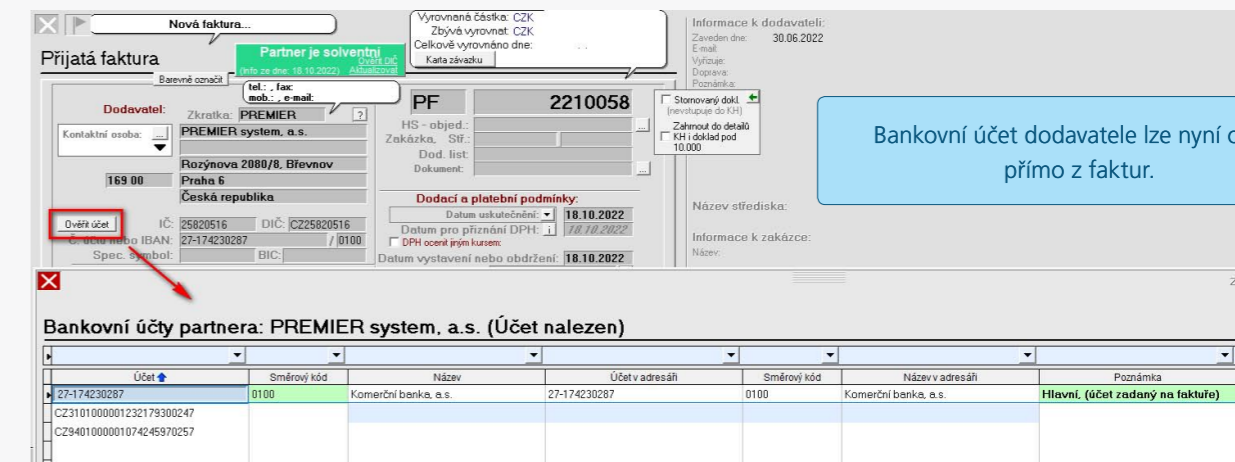 Nová faktura...
Přijatá faktura
Barevně označit
Partner je solventní
(info ze dne: 18.10.2022)
Ověřit DIČ
Aktualizovat
tel.: , fax:
mob.: , e-mail:
Vyrovnaná částka: CZK
Zbývá vyrovnat: CZK
Celkově vyrovnáno dne: . .
Karta závazku
Informace k dodavateli:
Zaveden dne: 30.06.2022
E-mail:
Vyřizuje:
Doprava:
Poznámka:
Dodavatel:
Zkratka: PREMIER ?
Kontaktní osoba: ...
PREMIER system, a.s.
Rozýnova 2080/8, Břevnov
169 00 Praha 6
Česká republika
Ověřit účet
IČ: 25820516 DIČ: CZ25820516
Č. účtu nebo IBAN: 27-174230287 / 0100
Spec. symbol: BIC:
PF 2210058
HS - objed.: ...
Zakázka, Stř.:
Dod. list:
Dokument: ...
Stornovaný dokl.
(nevstupuje do KH)
Zahrnout do detailů
KH i doklad pod
10.000
Dodací a platební podmínky:
Datum uskutečnění: 18.10.2022
Datum pro přiznání DPH: i 18.10.2022
DPH ocenit jiným kursem:
Datum vystavení nebo obdržení: 18.10.2022
Bankovní účet dodavatele lze nyní
přímo z faktur.
Název střediska:
Informace k zakázce:
Název:
Bankovní účty partnera: PREMIER system, a.s. (Účet nalezen)
Účet Směrový kód Název Účet v adresáři Směrový kód Název v adresáři Poznámka
27-174230287 0100 Komerční banka, a.s. 27-174230287 0100 Komerční banka, a.s. Hlavní, (účet zadaný na faktuře)
CZ3101000001232179300247
CZ9401000001074245970257